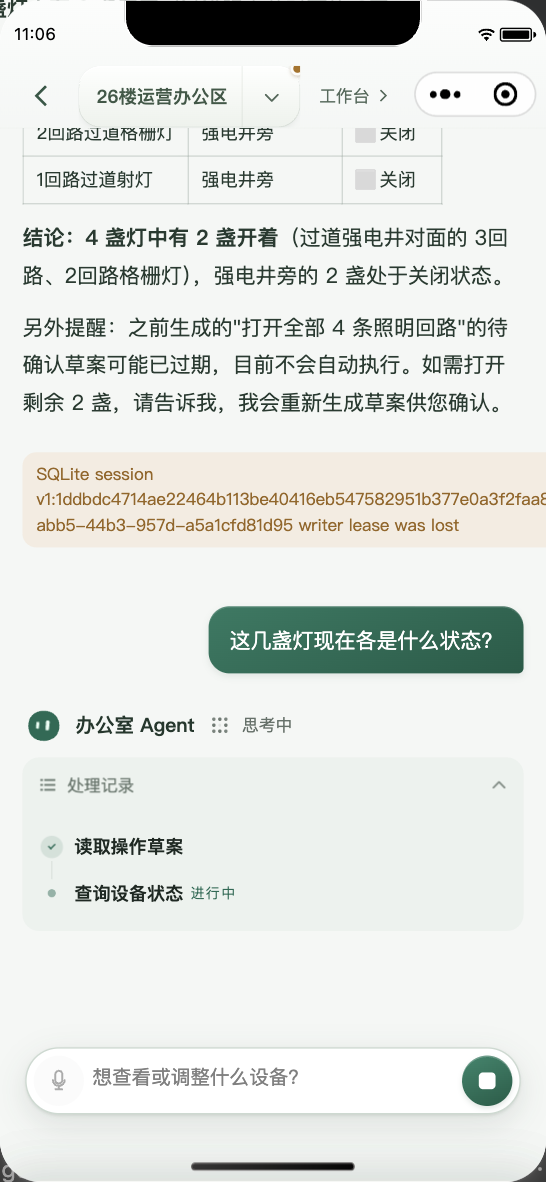 11:06
26楼运营办公区
工作台
2回路过道格栅灯 强电井旁 关闭
1回路过道射灯 强电井旁 关闭
结论：4 盏灯中有 2 盏开着（过道强电井对面的 3回
路、2回路格栅灯），强电井旁的 2 盏处于关闭状态。
另外提醒：之前生成的"打开全部 4 条照明回路"的待
确认草案可能已过期，目前不会自动执行。如需打开
剩余 2 盏，请告诉我，我会重新生成草案供您确认。
SQLite session
v1:1ddbdc4714ae22464b113be40416eb547582951b377e0a3f2faa8
abb5-44b3-957d-a5a1cfd81d95 writer lease was lost
这几盏灯现在各是什么状态？
办公室 Agent 思考中
处理记录
读取操作草案
查询设备状态 进行中
想查看或调整什么设备？